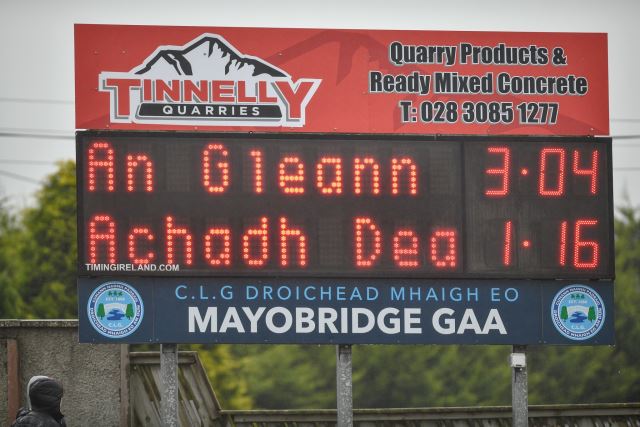 TINNELLY
QUARRIES
Quarry Products &
Ready Mixed Concrete
T: 028 3085 1277
An Gleann 3·04
Achadh Dea 1·16
TIMINGIRELAND.COM
C.L.G DROICHEAD MHAIGH EO
MAYOBRIDGE GAA
C.L.G.
C.L.G.